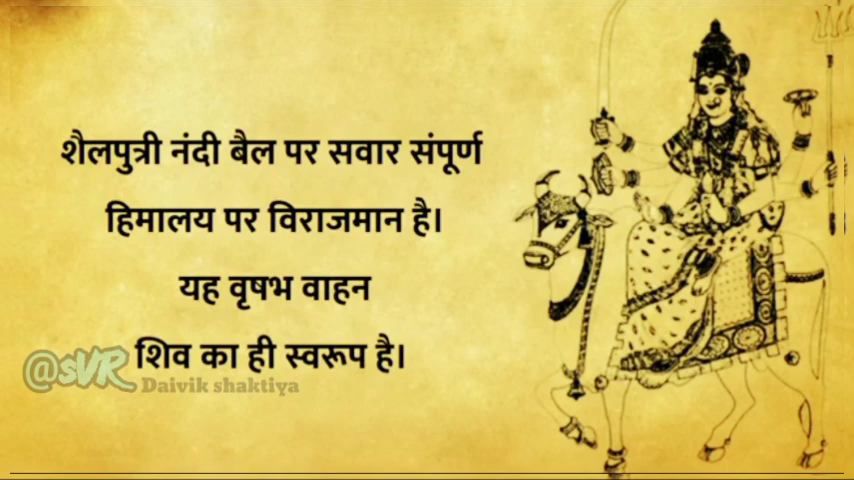 शैलपुत्री नंदी बैल पर सवार संपूर्ण
हिमालय पर विराजमान है।
यह वृषभ वाहन
शिव का ही स्वरूप है।
@sVR Daivik shaktiya